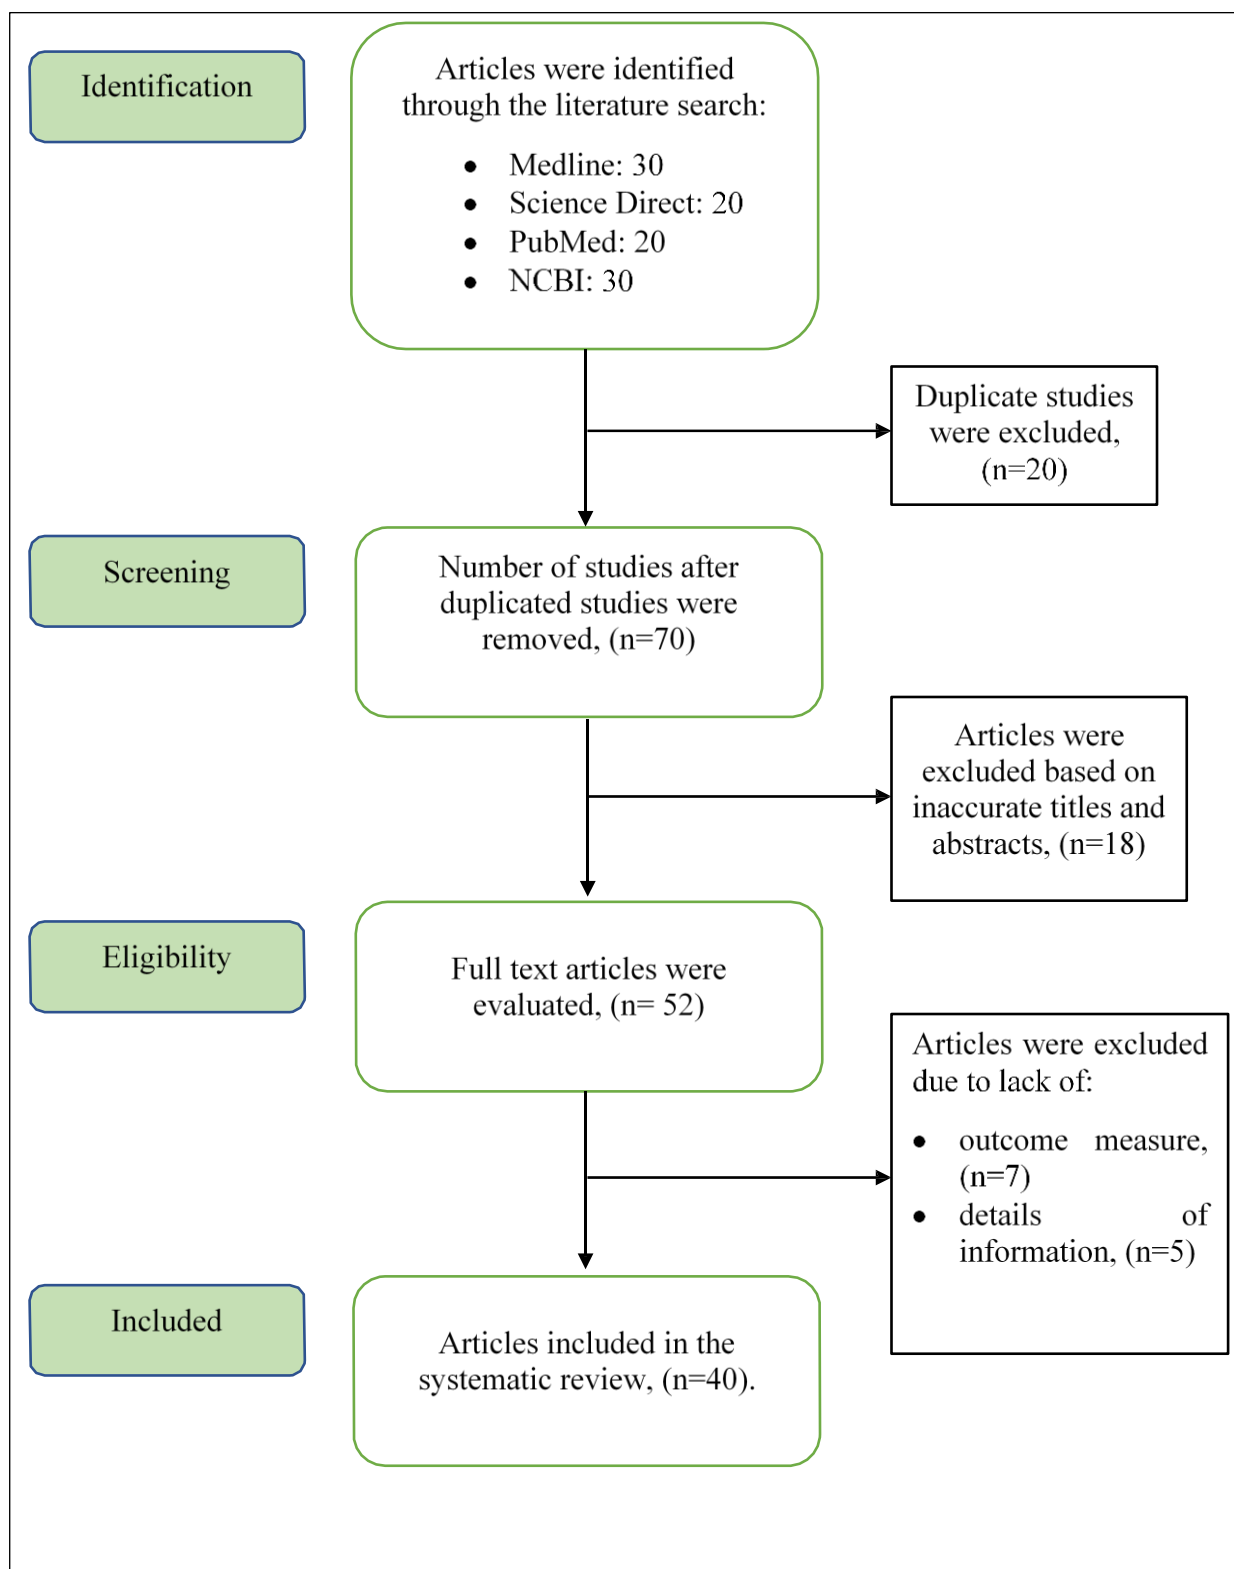 Identification
Articles were identified
through the literature search:
• Medline: 30
• Science Direct: 20
• PubMed: 20
• NCBI: 30
Duplicate studies
were excluded,
(n=20)
Screening
Number of studies after
duplicated studies were
removed, (n=70)
Articles were
excluded based on
inaccurate titles and
abstracts, (n=18)
Eligibility
Full text articles were
evaluated, (n= 52)
Articles were excluded
due to lack of:
• outcome measure,
(n=7)
• details of
information, (n=5)
Included
Articles included in the
systematic review, (n=40).